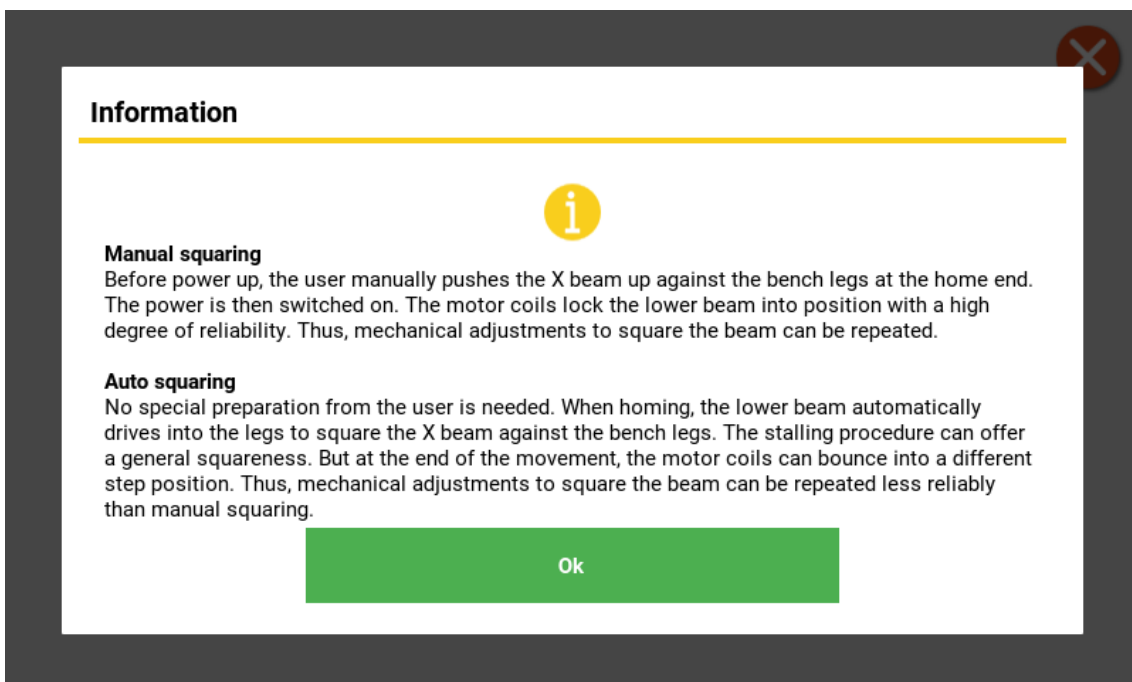 Information
i
Manual squaring
Before power up, the user manually pushes the X beam up against the bench legs at the home end.
The power is then switched on. The motor coils lock the lower beam into position with a high
degree of reliability. Thus, mechanical adjustments to square the beam can be repeated.
Auto squaring
No special preparation from the user is needed. When homing, the lower beam automatically
drives into the legs to square the X beam against the bench legs. The stalling procedure can offer
a general squareness. But at the end of the movement, the motor coils can bounce into a different
step position. Thus, mechanical adjustments to square the beam can be repeated less reliably
than manual squaring.
Ok